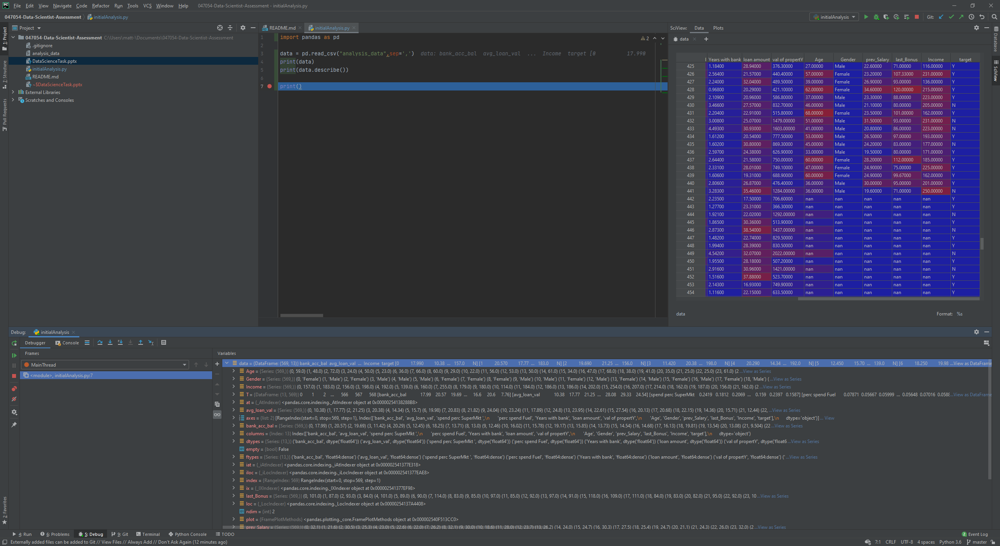 File Edit View Navigate Code Refactor Run Tools VCS Window Help 047054-Data-Scientist-Assessment - initialAnalysis.py
047054-Data-Scientist-Assessment initialAnalysis.py
initialAnalysis Git:
Project
047054-Data-Scientist-Assessment C:\Users\matt-\Documents\047054-Data-Scientist-Assessment
.gitignore
analysis_data
DataScienceTask.pptx
initialAnalysis.py
README.md
~$DataScienceTask.pptx
External Libraries
Scratches and Consoles
1: Project
7: Structure
Pull Requests
2: Favorites
README.md initialAnalysis.py
1 import pandas as pd
2
3 data = pd.read_csv("analysis_data",sep=',') data: bank_acc_bal avg_loan_val ... Income target [0 17.990
4 print(data)
5 print(data.describe())
6
7 print()
2
SciView: Data Plots
data
Database
SciView
Years with bank loan amount val of propertY Age Gender prev_Salary last_Bonus Income target
425 1.18400 28.94000 376.30000 27.00000 Male 22.60000 71.00000 116.00000 Y
426 2.56400 21.57000 440.40000 57.00000 Female 23.20000 107.33000 231.00000 Y
427 2.24000 32.04000 489.50000 39.00000 Female 26.90000 93.00000 136.00000 Y
428 0.96800 20.29000 421.10000 62.00000 Female 34.60000 120.00000 215.00000 Y
429 2.10900 20.96000 586.80000 37.00000 Male 23.30000 88.00000 223.00000 Y
430 3.46600 27.57000 832.70000 46.00000 Male 21.10000 80.00000 205.00000 N
431 2.20400 22.91000 515.80000 68.00000 Female 23.50000 101.00000 162.00000 Y
432 3.00800 25.07000 1479.00000 51.00000 Male 31.50000 93.00000 231.00000 N
433 4.49300 30.93000 1603.00000 41.00000 Male 20.80000 86.00000 223.00000 N
434 1.61200 20.54000 777.50000 53.00000 Male 26.50000 97.00000 193.00000 Y
435 1.60200 30.80000 869.30000 45.00000 Male 24.20000 83.00000 177.00000 N
436 2.59700 24.38000 626.90000 33.00000 Male 19.50000 80.00000 171.00000 Y
437 2.64400 21.58000 750.00000 60.00000 Female 28.20000 112.00000 185.00000 Y
438 2.33100 28.01000 749.10000 47.00000 Female 24.90000 75.00000 225.00000 Y
439 1.60600 19.31000 688.90000 60.00000 Female 24.90000 99.67000 162.00000 Y
440 2.80600 26.87000 476.40000 36.00000 Male 30.00000 95.00000 201.00000 Y
441 3.28300 35.46000 1284.00000 36.00000 Male 19.60000 71.00000 250.00000 N
442 2.23500 17.50000 706.60000 nan nan nan nan nan Y
443 1.27700 23.31000 366.30000 nan nan nan nan nan Y
444 1.92100 22.02000 1292.00000 nan nan nan nan nan N
445 1.86500 30.36000 513.90000 nan nan nan nan nan Y
446 2.87300 38.54000 1437.00000 nan nan nan nan nan N
447 1.48200 22.74000 829.50000 nan nan nan nan nan Y
448 1.99400 28.39000 830.50000 nan nan nan nan nan Y
449 4.54200 32.07000 2022.00000 nan nan nan nan nan N
450 1.95500 28.18000 507.20000 nan nan nan nan nan Y
451 2.91600 30.96000 1421.00000 nan nan nan nan nan N
452 1.51600 37.88000 523.70000 nan nan nan nan nan Y
453 2.14300 16.93000 749.90000 nan nan nan nan nan Y
454 1.11600 22.15000 633.50000 nan nan nan nan nan Y
data Format: %s
Debug: initialAnalysis
Debugger Console
Frames
MainThread
<module>, initialAnalysis.py:7
Variables
data = {DataFrame: (569, 13)} bank_acc_bal avg_loan_val ... Income target [0 17.990 10.38 ... 157.0 N] [1 20.570 17.77 ... 183.0 N] [2 19.690 21.25 ... 156.0 N] [3 11.420 20.38 ... 198.0 N] [4 20.290 14.34 ... 192.0 N] [5 12.450 15.70 ... 139.0 N] [6 18.250 19.98 ...View as DataFrame
Age = {Series: (569,)} (0, 59.0) (1, 48.0) (2, 72.0) (3, 24.0) (4, 50.0) (5, 23.0) (6, 36.0) (7, 66.0) (8, 60.0) (9, 29.0) (10, 22.0) (11, 56.0) (12, 53.0) (13, 50.0) (14, 61.0) (15, 34.0) (16, 47.0) (17, 68.0) (18, 38.0) (19, 41.0) (20, 35.0) (21, 25.0) (22, 25.0) (23, 61.0) (2 ...View as Series
Gender = {Series: (569,)} (0, 'Female') (1, 'Male') (2, 'Female') (3, 'Male') (4, 'Male') (5, 'Male') (6, 'Female') (7, 'Female') (8, 'Female') (9, 'Male') (10, 'Male') (11, 'Female') (12, 'Male') (13, 'Female') (14, 'Male') (15, 'Female') (16, 'Male') (17, 'Female') (18, 'Male') ( ...View as Series
Income = {Series: (569,)} (0, 157.0) (1, 183.0) (2, 156.0) (3, 198.0) (4, 192.0) (5, 139.0) (6, 160.0) (7, 255.0) (8, 179.0) (9, 180.0) (10, 114.0) (11, 184.0) (12, 186.0) (13, 186.0) (14, 202.0) (15, 254.0) (16, 207.0) (17, 214.0) (18, 162.0) (19, 187.0) (20, 156.0) (21, 162.0) (2 ...View as Series
T = {DataFrame: (13, 569)} 0 1 2 ... 566 567 568 [bank_acc_bal 17.99 20.57 19.69 ... 16.6 20.6 7.76] [avg_loan_val 10.38 17.77 21.25 ... 28.08 29.33 24.54] [spend perc SuperMkt 0.2419 0.1812 0.2069 ... 0.159 0.2397 0.1587] [perc spend Fuel 0.07871 0.05667 0.05999 ... 0.05648 0.07016 0.0588 ...View as DataFrame
at = {_AtIndexer} <pandas.core.indexing._AtIndexer object at 0x00000254138288B8>
avg_loan_val = {Series: (569,)} (0, 10.38) (1, 17.77) (2, 21.25) (3, 20.38) (4, 14.34) (5, 15.7) (6, 19.98) (7, 20.83) (8, 21.82) (9, 24.04) (10, 23.24) (11, 17.89) (12, 24.8) (13, 23.95) (14, 22.61) (15, 27.54) (16, 20.13) (17, 20.68) (18, 22.15) (19, 14.36) (20, 15.71) (21, 12.44) (22, ...View as Series
axes = {list: 2} [RangeIndex(start=0, stop=569, step=1), Index(['bank_acc_bal', 'avg_loan_val', 'spend perc SuperMkt ',\n 'perc spend Fuel', 'Years with bank', 'loan amount', 'val of propertY',\n 'Age', 'Gender', 'prev_Salary', 'last_Bonus', 'Income', 'target'],\n dtype='object')] ... View
bank_acc_bal = {Series: (569,)} (0, 17.99) (1, 20.57) (2, 19.69) (3, 11.42) (4, 20.29) (5, 12.45) (6, 18.25) (7, 13.71) (8, 13.0) (9, 12.46) (10, 16.02) (11, 15.78) (12, 19.17) (13, 15.85) (14, 13.73) (15, 14.54) (16, 14.68) (17, 16.13) (18, 19.81) (19, 13.54) (20, 13.08) (21, 9.504) (22 ...View as Series
columns = {Index: 13} Index(['bank_acc_bal', 'avg_loan_val', 'spend perc SuperMkt ',\n 'perc spend Fuel', 'Years with bank', 'loan amount', 'val of propertY',\n 'Age', 'Gender', 'prev_Salary', 'last_Bonus', 'Income', 'target'],\n dtype='object')
dtypes = {Series: (13,)} ('bank_acc_bal', dtype('float64')) ('avg_loan_val', dtype('float64')) ('spend perc SuperMkt ', dtype('float64')) ('perc spend Fuel', dtype('float64')) ('Years with bank', dtype('float64')) ('loan amount', dtype('float64')) ('val of propertY', dtype('float6 ...View as Series
empty = {bool} False
ftypes = {Series: (13,)} ('bank_acc_bal', 'float64:dense') ('avg_loan_val', 'float64:dense') ('spend perc SuperMkt ', 'float64:dense') ('perc spend Fuel', 'float64:dense') ('Years with bank', 'float64:dense') ('loan amount', 'float64:dense') ('val of propertY', 'float64:dense') (' ...View as Series
iat = {_iAtIndexer} <pandas.core.indexing._iAtIndexer object at 0x000002541377E318>
iloc = {_iLocIndexer} <pandas.core.indexing._iLocIndexer object at 0x000002541377EAE8>
index = {RangeIndex: 569} RangeIndex(start=0, stop=569, step=1)
ix = {_IXIndexer} <pandas.core.indexing._IXIndexer object at 0x000002541377EF98>
last_Bonus = {Series: (569,)} (0, 101.0) (1, 87.0) (2, 93.0) (3, 84.0) (4, 101.0) (5, 89.0) (6, 90.0) (7, 114.0) (8, 83.0) (9, 85.0) (10, 97.0) (11, 85.0) (12, 92.0) (13, 97.0) (14, 91.0) (15, 118.0) (16, 109.0) (17, 111.0) (18, 84.0) (19, 83.0) (20, 82.0) (21, 95.0) (22, 92.0) (23, 10 ...View as Series
loc = {_LocIndexer} <pandas.core.indexing._LocIndexer object at 0x00000254137A4408>
ndim = {int} 2
plot = {FramePlotMethods} <pandas.plotting._core.FramePlotMethods object at 0x000002540F513CC0>
prev_Salary = {Series: (569,)} (0, 32.1) (1, 21.6) (2, 30.5) (3, 25.3) (4, 23.0) (5, 22.6) (6, 22.0) (7, 26.2) (8, 32.1) (9, 30.0) (10, 18.6) (11, 28.0) (12, 23.7) (13, 26.2) (14, 24.0) (15, 24.7) (16, 30.3) (17, 27.5) (18, 25.4) (19, 24.7) (20, 21.1) (21, 24.3) (22, 26.0) (23, 32.0) (2 ...View as Series
4: Run 6: Problems 5: Debug 9: Git Terminal Python Console TODO 2 Event Log
Externally added files can be added to Git // View Files // Always Add // Don't Ask Again (12 minutes ago) 7:1 CRLF UTF-8 4 spaces Python 3.6 master